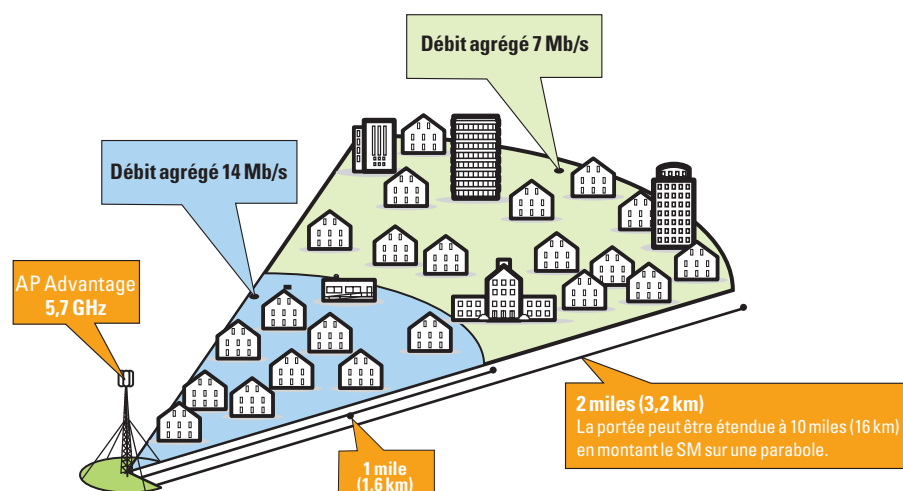 Débit agrégé 7 Mb/s
Débit agrégé 14 Mb/s
AP Advantage
5,7 GHz
2 miles (3,2 km)
La portée peut être étendue à 10 miles (16 km)
en montant le SM sur une parabole.
1 mile
(1,6 km)